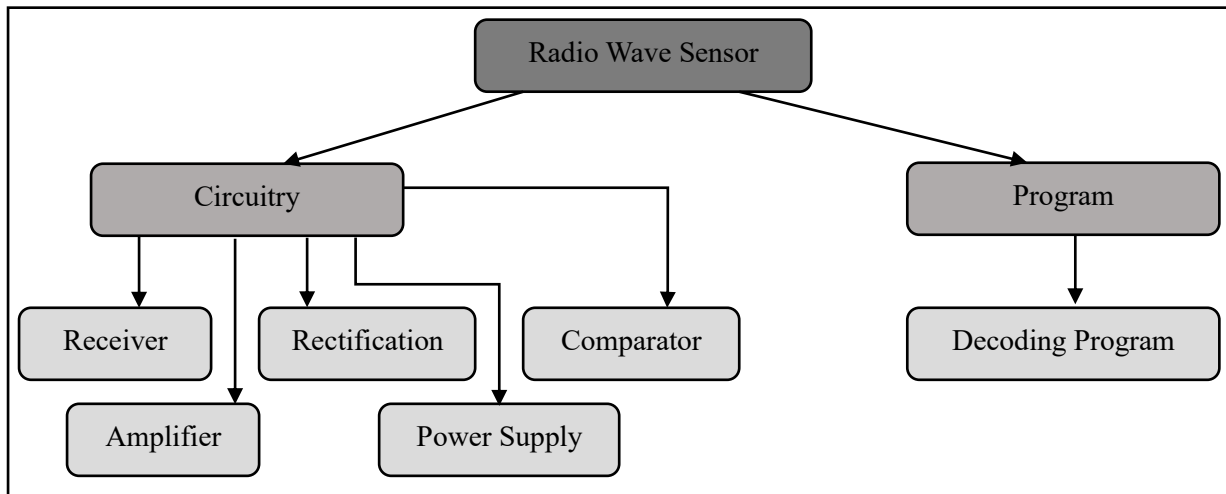 Radio Wave Sensor
Circuitry
Program
Receiver
Rectification
Comparator
Decoding Program
Amplifier
Power Supply